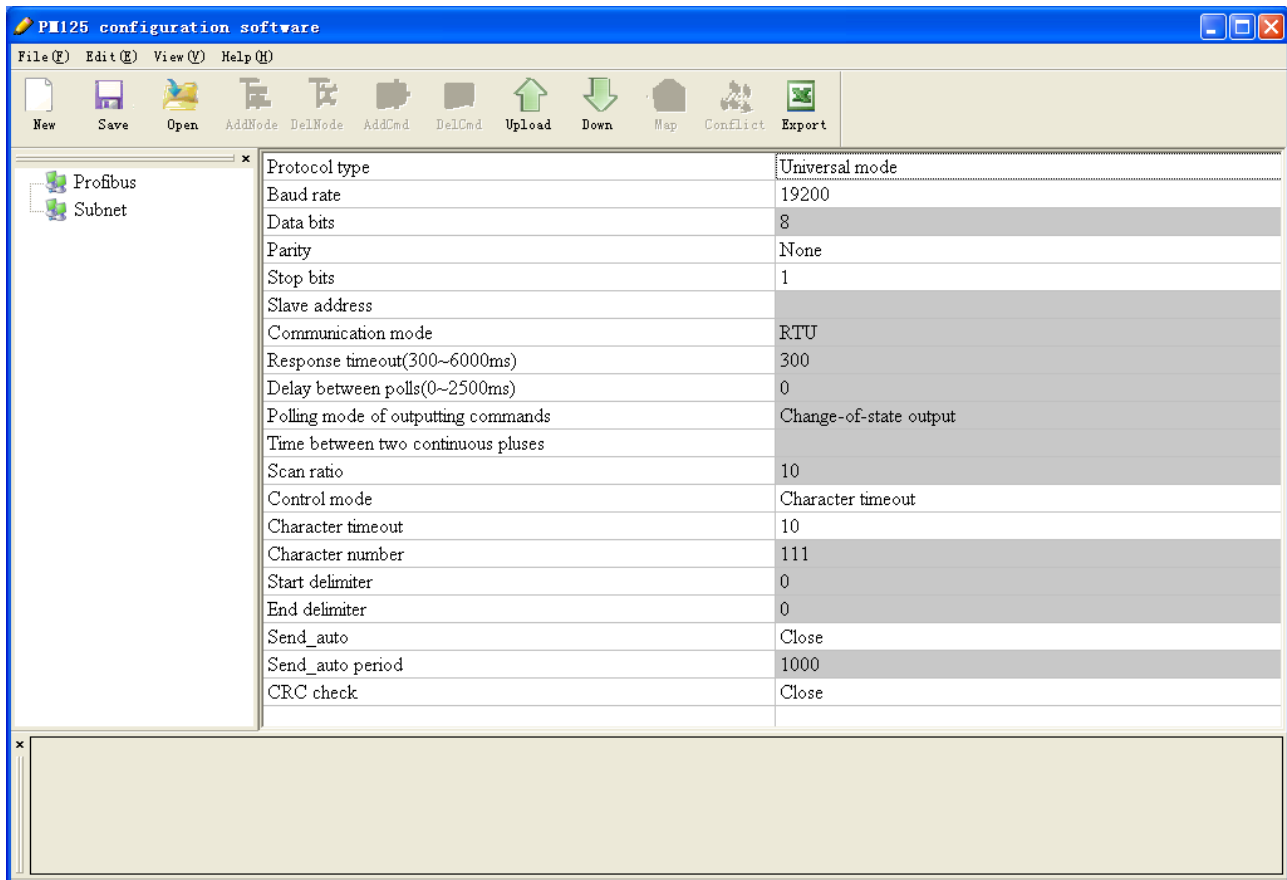 PM125 configuration software
File(F) Edit(E) View(V) Help(H)
New Save Open AddNode DelNode AddCmd DelCmd Upload Down Map Conflict Export
Profibus
Subnet
Protocol type Universal mode
Baud rate 19200
Data bits 8
Parity None
Stop bits 1
Slave address
Communication mode RTU
Response timeout(300~6000ms) 300
Delay between polls(0~2500ms) 0
Polling mode of outputting commands Change-of-state output
Time between two continuous pluses
Scan ratio 10
Control mode Character timeout
Character timeout 10
Character number 111
Start delimiter 0
End delimiter 0
Send_auto Close
Send_auto period 1000
CRC check Close